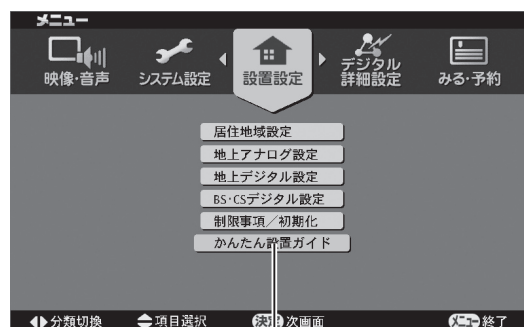 メニュー
映像・音声 システム設定 設置設定 デジタル詳細設定 みる・予約
居住地域設定
地上アナログ設定
地上デジタル設定
BS・CSデジタル設定
制限事項/初期化
かんたん設置ガイド
分類切換 項目選択 決定 次画面 メニュー 終了